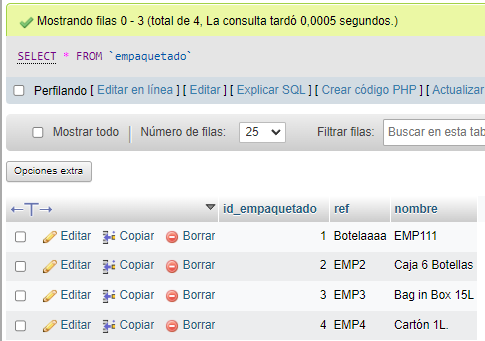 Mostrando filas 0 - 3 (total de 4, La consulta tardó 0,0005 segundos.)
SELECT * FROM `empaquetado`
Perfilando [ Editar en línea ] [ Editar ] [ Explicar SQL ] [ Crear código PHP ] [ Actualizar
Mostrar todo Número de filas: 25 Filtrar filas: Buscar en esta tab
Opciones extra
←T→ id_empaquetado ref nombre
Editar Copiar Borrar 1 Botelaaaa EMP111
Editar Copiar Borrar 2 EMP2 Caja 6 Botellas
Editar Copiar Borrar 3 EMP3 Bag in Box 15L
Editar Copiar Borrar 4 EMP4 Cartón 1L.